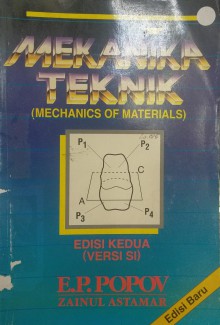 MEKANIKA
TEKNIK
(MECHANICS OF MATERIALS)
P1 P2
C
A
P3 P4
EDISI KEDUA
(VERSI SI)
E.P. POPOV
ZAINUL ASTAMAR
Edisi Baru